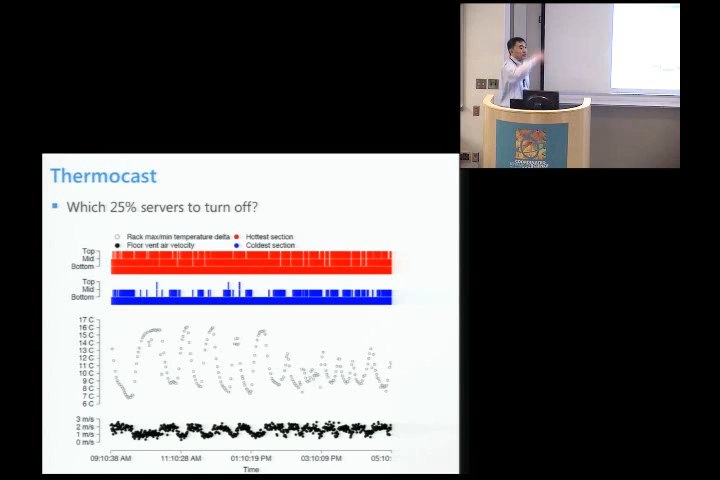 COORDINATED
Thermocast
Which 25% servers to turn off?
Rack max/min temperature delta
Hottest section
Floor vent air velocity
Coldest section
Top
Mid
Bottom
Top
Mid
Bottom
17 C
16 C
15 C
14 C
13 C
12 C
11 C
10 C
9 C
8 C
7 C
6 C
3 m/s
2 m/s
1 m/s
0 m/s
09:10:38 AM 11:10:28 AM 01:10:19 PM 03:10:09 PM 05:10:
Time